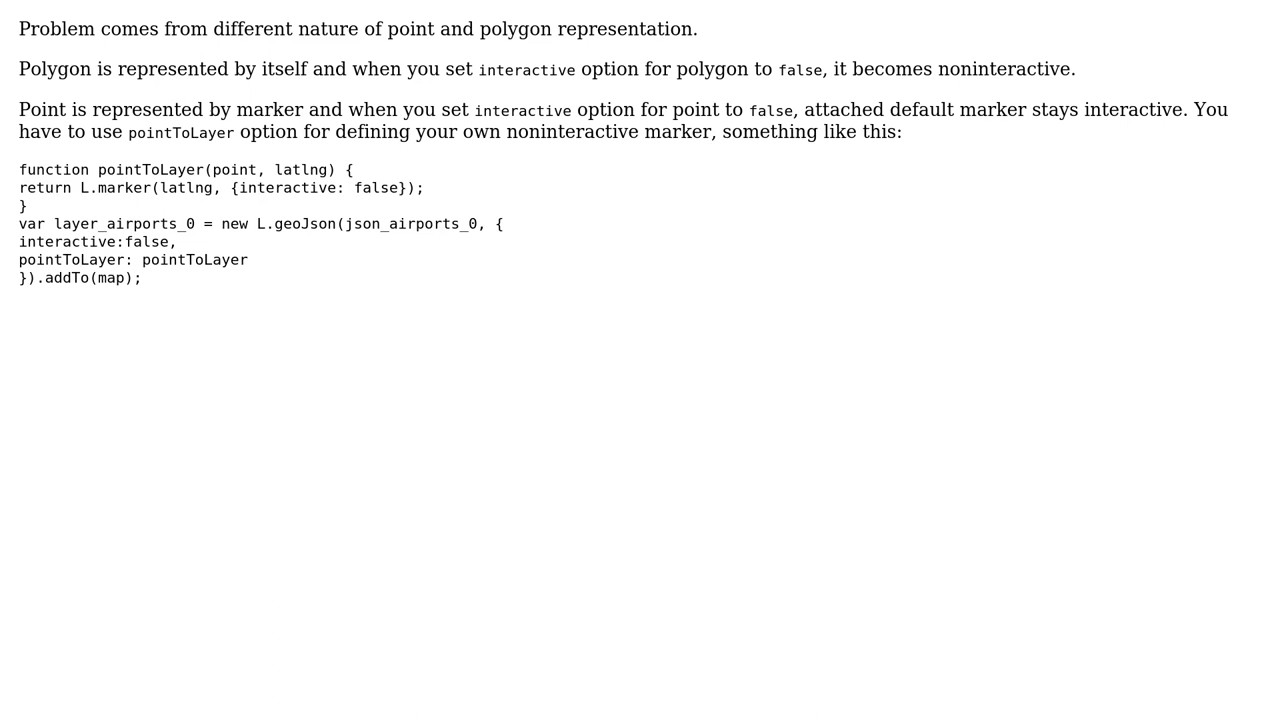 Problem comes from different nature of point and polygon representation.
Polygon is represented by itself and when you set interactive option for polygon to false, it becomes noninteractive.
Point is represented by marker and when you set interactive option for point to false, attached default marker stays interactive. You
have to use pointToLayer option for defining your own noninteractive marker, something like this:
function pointToLayer(point, latlng) {
return L.marker(latlng, {interactive: false});
}
var layer_airports_0 = new L.geoJson(json_airports_0, {
interactive:false,
pointToLayer: pointToLayer
}).addTo(map);